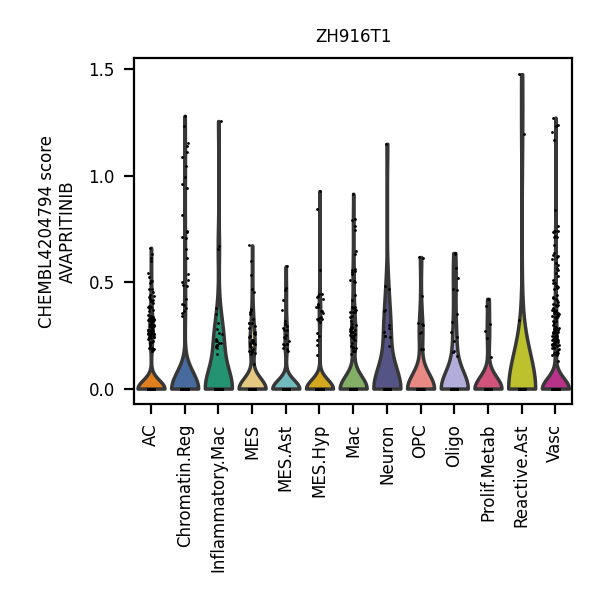 ZH916T1
CHEMBL4204794 score
AVAPRITINIB
1.5
1.0
0.5
0.0
AC
Chromatin.Reg
Inflammatory.Mac
MES
MES.Ast
MES.Hyp
Mac
Neuron
OPC
Oligo
Prolif.Metab
Reactive.Ast
Vasc